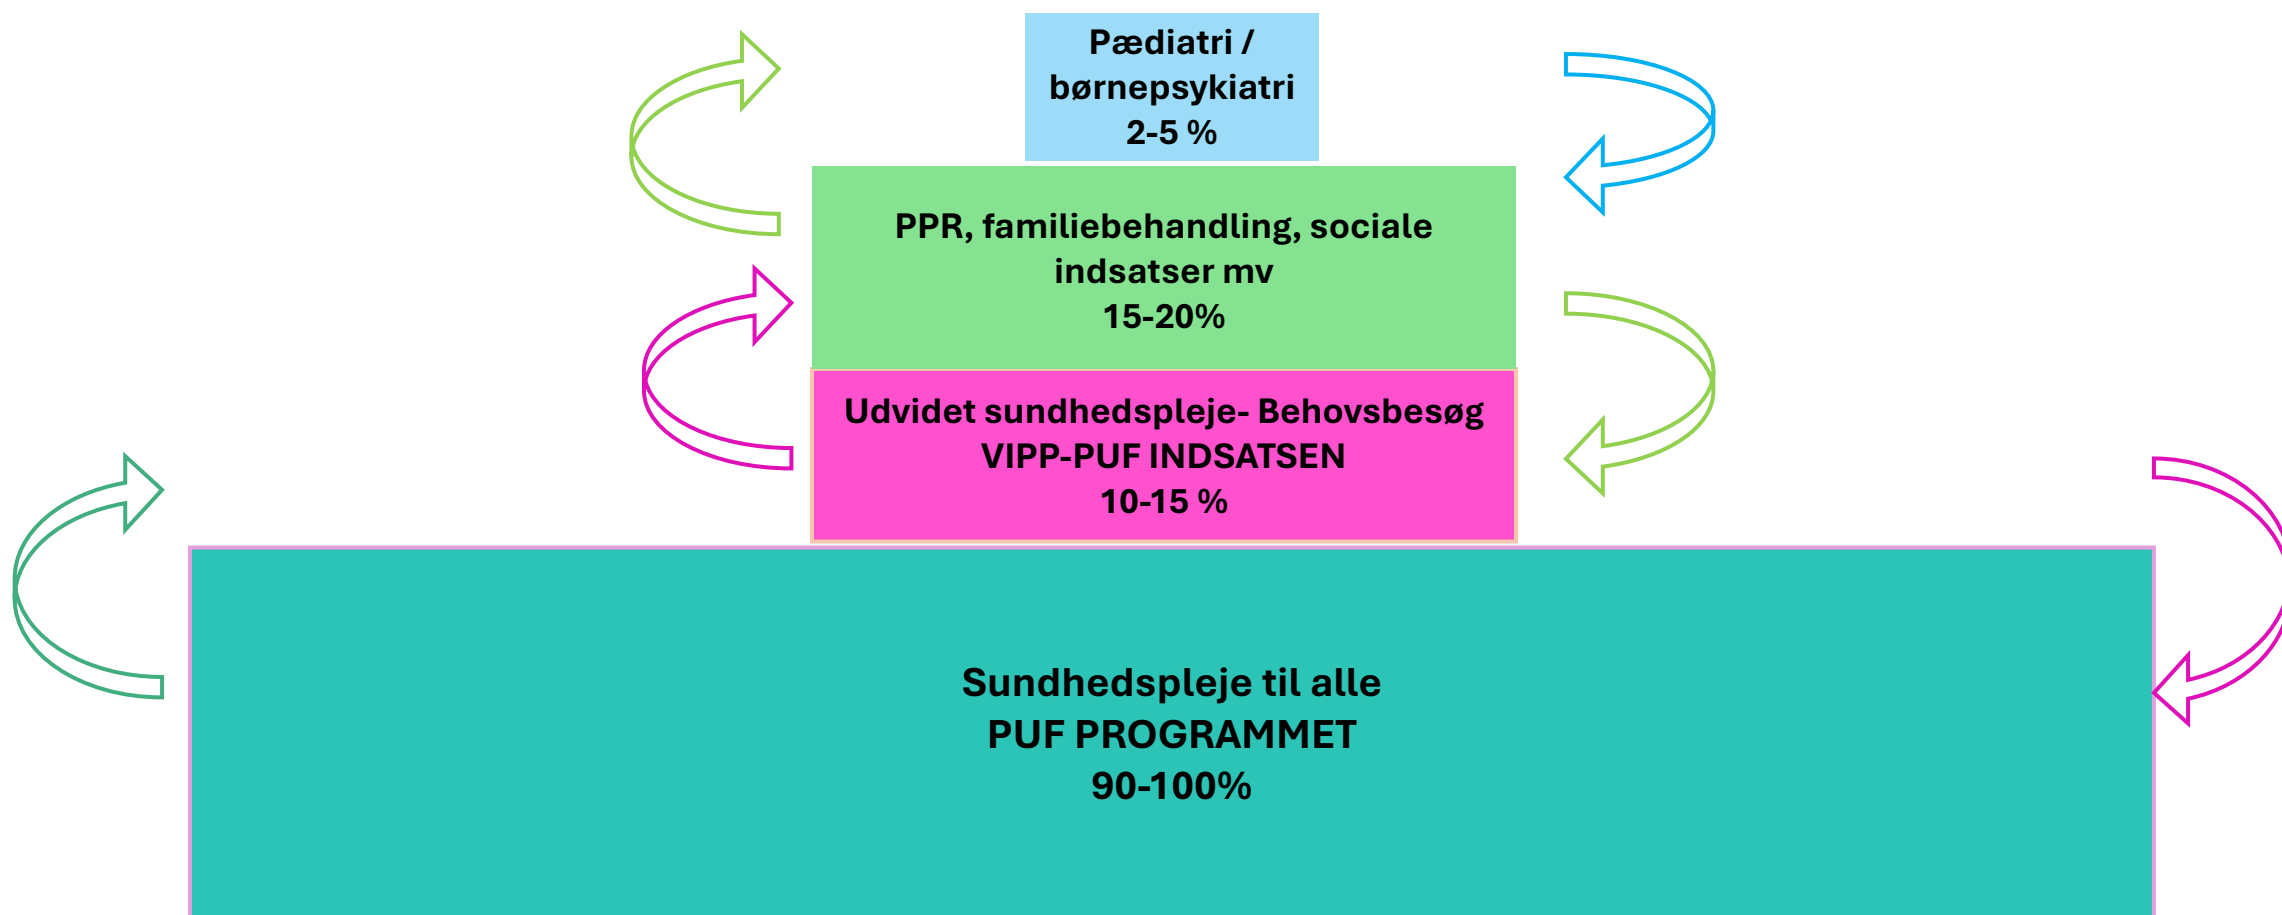 Pædiatri /
børnepsykiatri
2-5 %
PPR, familiebehandling, sociale
indsatser mv
15-20%
Udvidet sundhedspleje- Behovsbesøg
VIPP-PUF INDSATSEN
10-15 %
Sundhedspleje til alle
PUF PROGRAMMET
90-100%